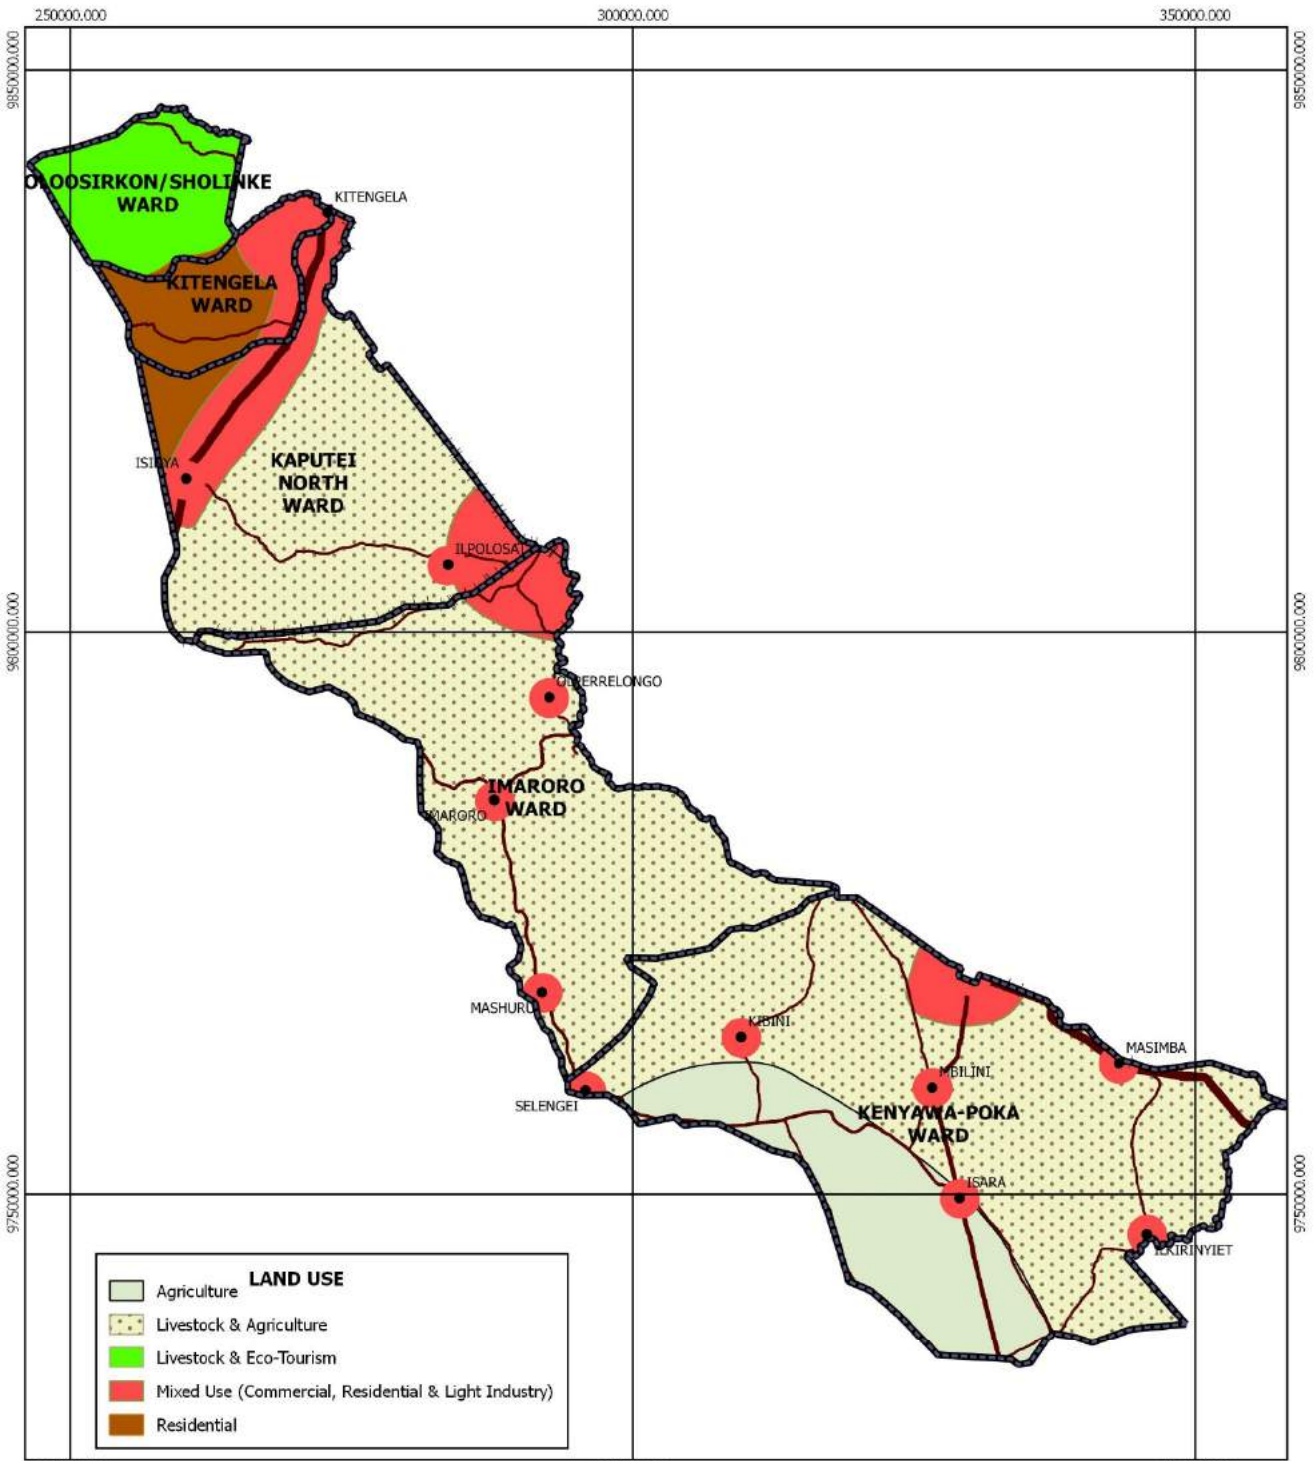 250000.000
300000.000
350000.000
9850000.000
9850000.000
OLOOSIRKON/SHOLINKE
WARD
KITENGELA
KITENGELA
WARD
ISINYA
KAPUTEI
NORTH
WARD
ILPOLOSAT
9800000.000
9800000.000
OLPERRELONGO
IMARORO
WARD
IMARORO
MASHURU
KIBINI
MASIMBA
MBILINI
SELENGEI
KENYAWA-POKA
WARD
ISARA
9750000.000
9750000.000
ILKIRINYIET
LAND USE
Agriculture
Livestock & Agriculture
Livestock & Eco-Tourism
Mixed Use (Commercial, Residential & Light Industry)
Residential